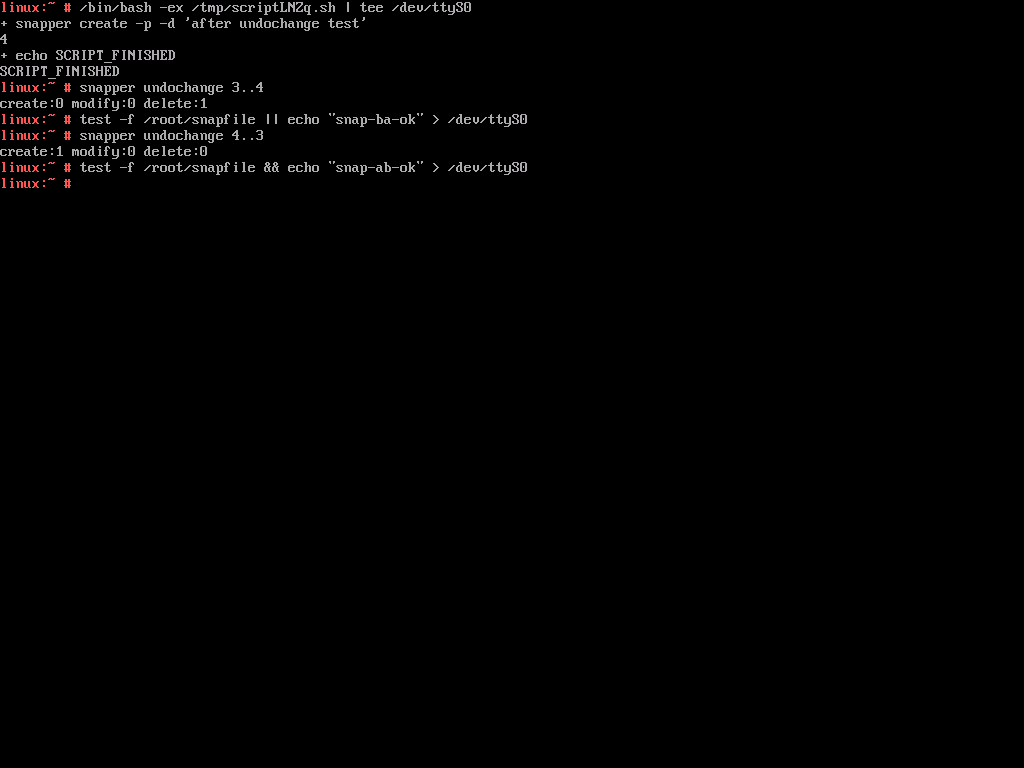 linux:~ # /bin/bash -ex /tmp/scriptLNZq.sh | tee /dev/ttyS0
+ snapper create -p -d 'after undochange test'
4
+ echo SCRIPT_FINISHED
SCRIPT_FINISHED
linux:~ # snapper undochange 3..4
create:0 modify:0 delete:1
linux:~ # test -f /root/snapfile || echo "snap-ba-ok" > /dev/ttyS0
linux:~ # snapper undochange 4..3
create:1 modify:0 delete:0
linux:~ # test -f /root/snapfile && echo "snap-ab-ok" > /dev/ttyS0
linux:~ #